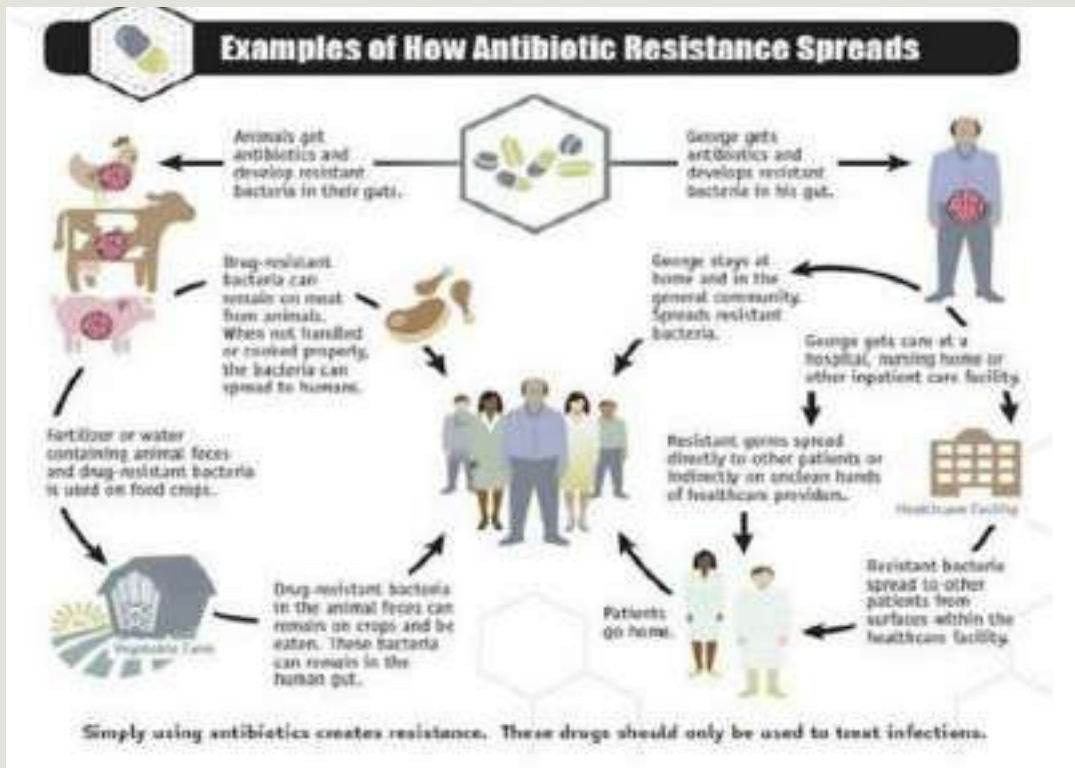 Examples of How Antibiotic Resistance Spreads
Animals get
antibiotics and
develop resistant
bacteria in their guts.
George gets
antibiotics and
develops resistant
bacteria in his gut.
Drug-resistant
bacteria can
remain on meat
from animals.
When not handled
or cooked properly,
the bacteria can
spread to humans.
George stays at
home and in the
general community.
Spreads resistant
bacteria.
George gets care at a
hospital, nursing home or
other inpatient care facility.
Fertilizer or water
containing animal feces
and drug-resistant bacteria
is used on food crops.
Resistant germs spread
directly to other patients or
indirectly on unclean hands
of healthcare providers.
Healthcare Facility
Resistant bacteria
spread to other
patients from
surfaces within the
healthcare facility.
Patients
go home.
Vegetable Farm
Drug-resistant bacteria
in the animal feces can
remain on crops and be
eaten. These bacteria
can remain in the
human gut.
Simply using antibiotics creates resistance. These drugs should only be used to treat infections.